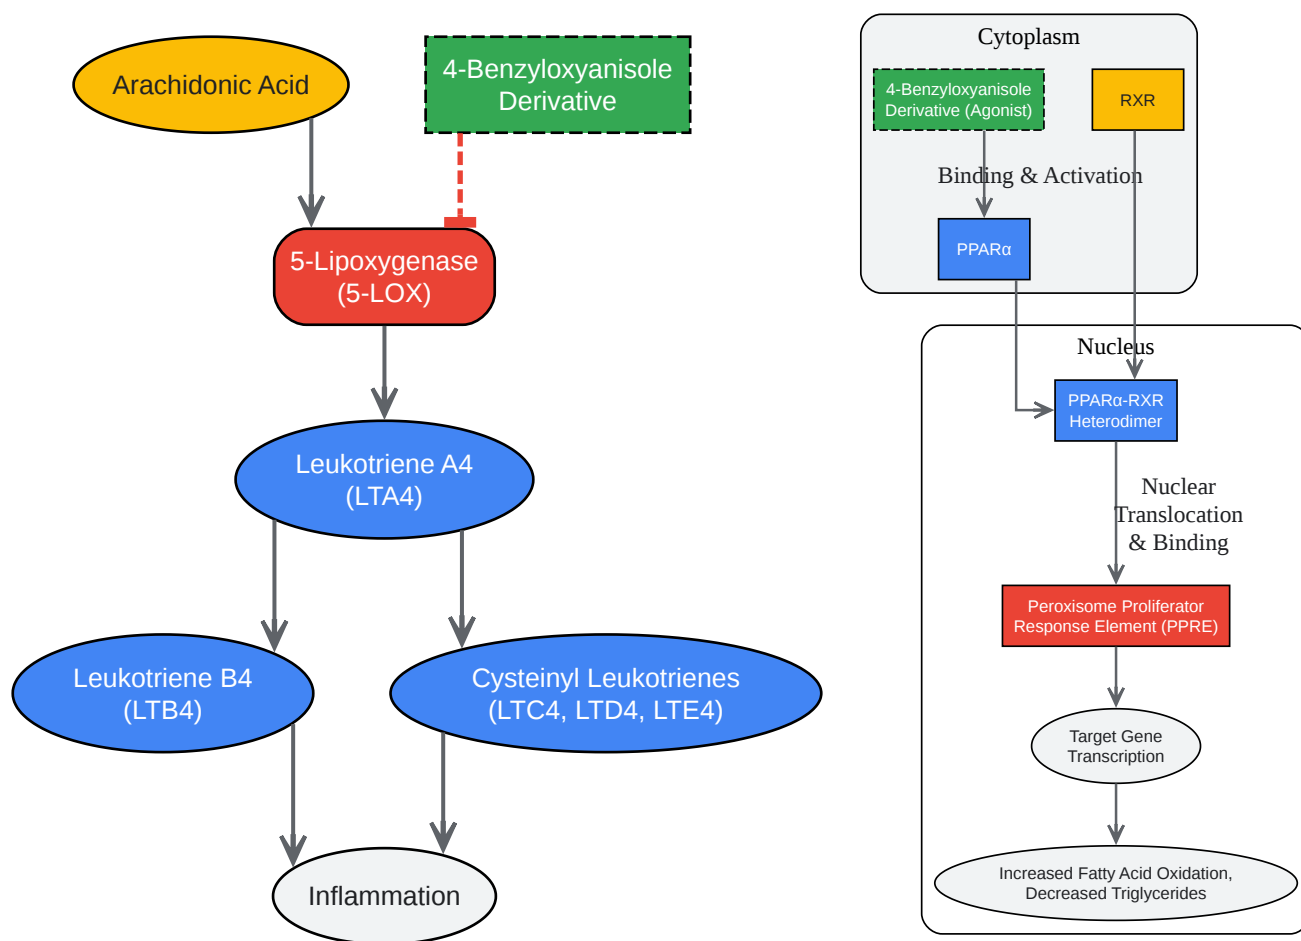 Arachidonic Acid
4-Benzyloxyanisole
Derivative
5-Lipoxygenase
(5-LOX)
Leukotriene A4
(LTA4)
Leukotriene B4
(LTB4)
Cysteinyl Leukotrienes
(LTC4, LTD4, LTE4)
Inflammation
Cytoplasm
4-Benzyloxyanisole
Derivative (Agonist)
RXR
Binding & Activation
PPARα
Nucleus
PPARα-RXR
Heterodimer
Nuclear
Translocation
& Binding
Peroxisome Proliferator
Response Element (PPRE)
Target Gene
Transcription
Increased Fatty Acid Oxidation,
Decreased Triglycerides